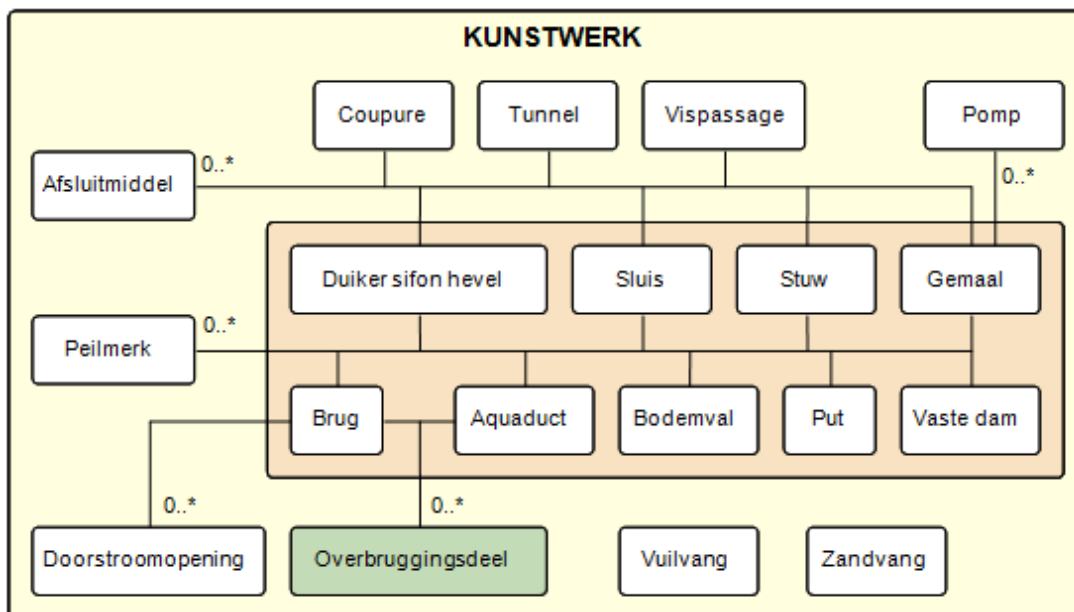 KUNSTWERK
Coupure
Tunnel
Vispassage
Pomp
Afsluitmiddel
0..*
0..*
Duiker sifon hevel
Sluis
Stuw
Gemaal
Peilmerk
0..*
Brug
Aquaduct
Bodemval
Put
Vaste dam
0..*
0..*
Doorstroomopening
Overbruggingsdeel
Vuilvang
Zandvang